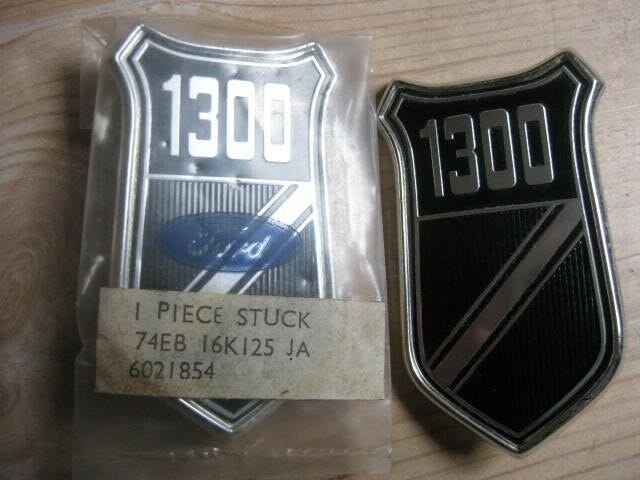 1300
Ford
1 PIECE STUCK
74EB 16K125 JA
6021854
1300